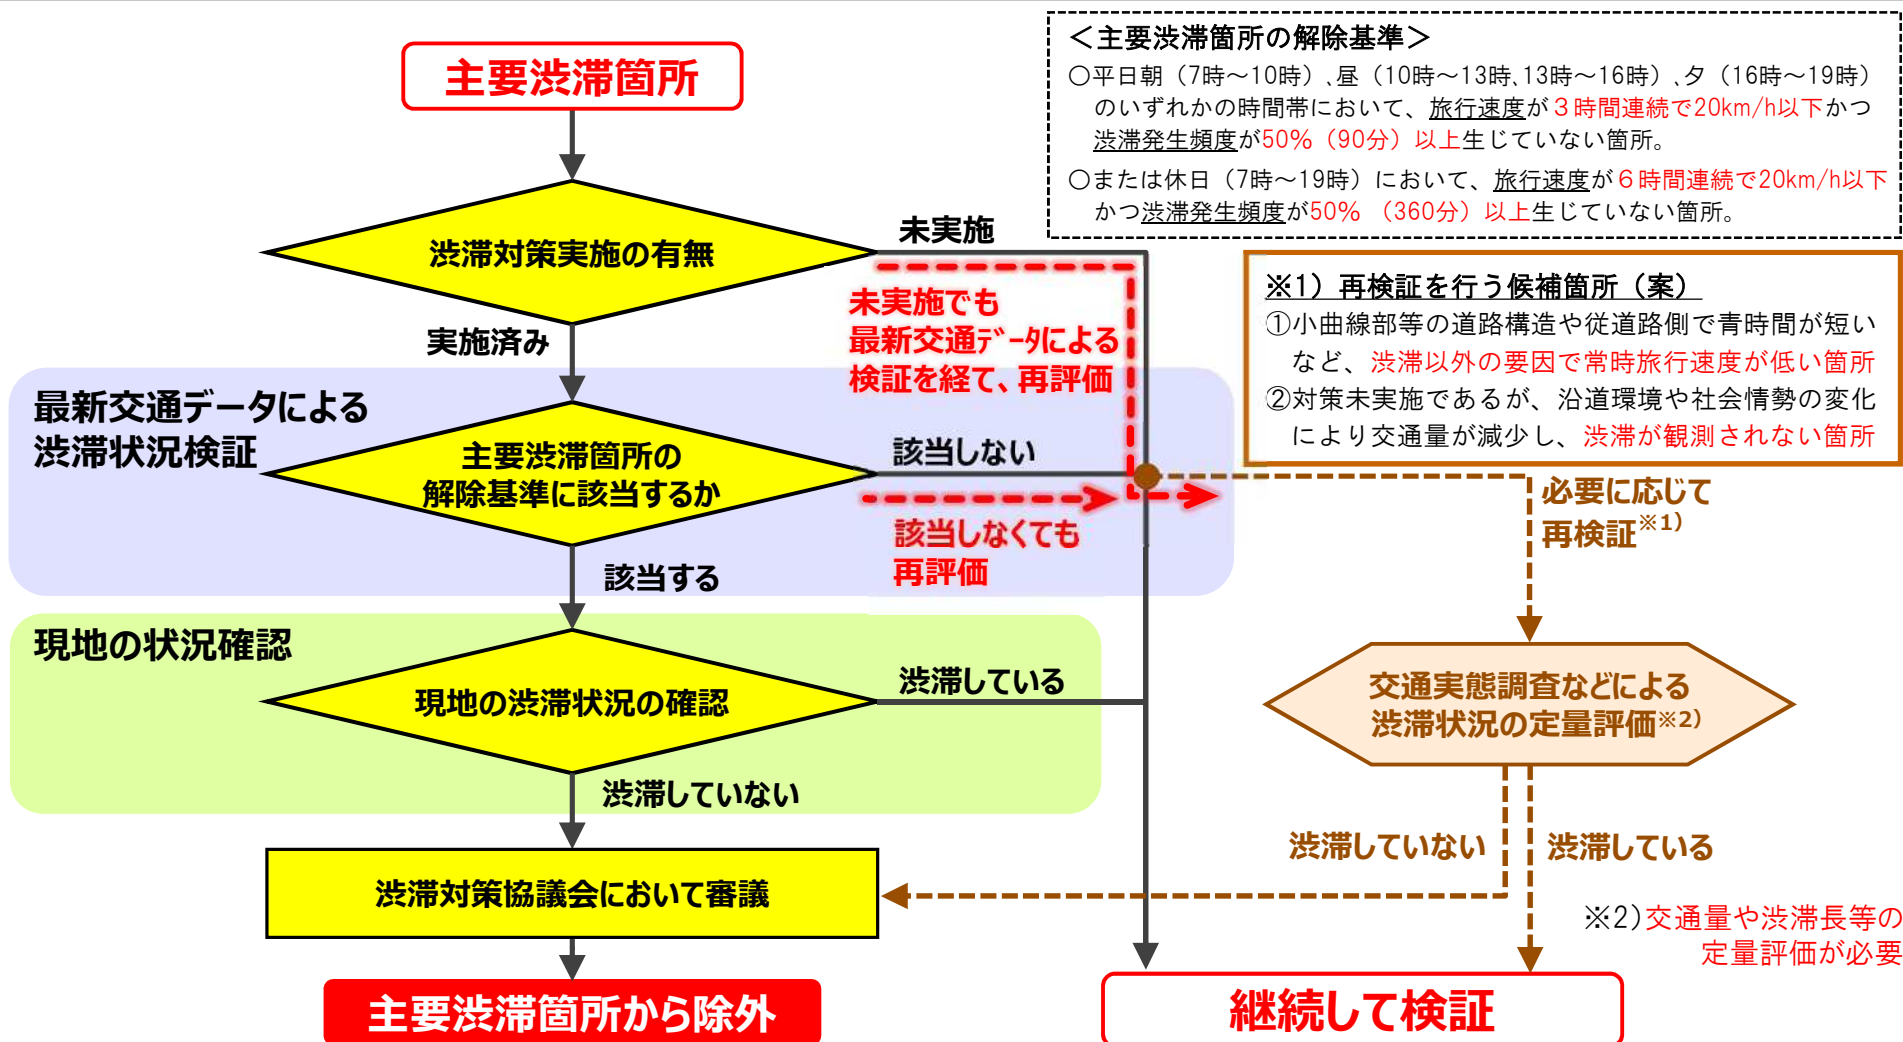 主要渋滞箇所
＜主要渋滞箇所の解除基準＞
○平日朝（7時～10時）、昼（10時～13時、13時～16時）、夕（16時～19時）
のいずれかの時間帯において、旅行速度が３時間連続で20km/h以下かつ
渋滞発生頻度が50％（90分）以上生じていない箇所。
○または休日（7時～19時）において、旅行速度が６時間連続で20km/h以下
かつ渋滞発生頻度が50％（360分）以上生じていない箇所。
渋滞対策実施の有無
未実施
実施済み
未実施でも
最新交通ﾃﾞｰﾀによる
検証を経て、再評価
※1）再検証を行う候補箇所（案）
①小曲線部等の道路構造や従道路側で青時間が短い
など、渋滞以外の要因で常時旅行速度が低い箇所
②対策未実施であるが、沿道環境や社会情勢の変化
により交通量が減少し、渋滞が観測されない箇所
最新交通データによる
渋滞状況検証
主要渋滞箇所の
解除基準に該当するか
該当しない
該当しなくても
再評価
該当する
必要に応じて
再検証※1）
現地の状況確認
現地の渋滞状況の確認
渋滞している
渋滞していない
交通実態調査などによる
渋滞状況の定量評価※2）
渋滞していない
渋滞している
渋滞対策協議会において審議
※2）交通量や渋滞長等の
定量評価が必要
主要渋滞箇所から除外
継続して検証